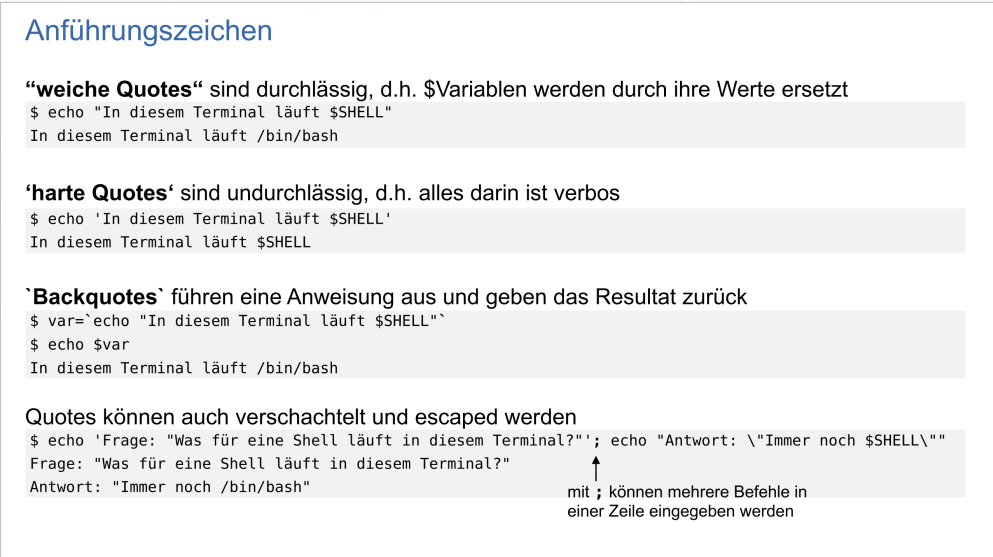 Anführungszeichen
“weiche Quotes“ sind durchlässig, d.h. $Variablen werden durch ihre Werte ersetzt
$ echo "In diesem Terminal läuft $SHELL"
In diesem Terminal läuft /bin/bash
‘harte Quotes‘ sind undurchlässig, d.h. alles darin ist verbos
$ echo 'In diesem Terminal läuft $SHELL'
In diesem Terminal läuft $SHELL
`Backquotes` führen eine Anweisung aus und geben das Resultat zurück
$ var=`echo "In diesem Terminal läuft $SHELL"`
$ echo $var
In diesem Terminal läuft /bin/bash
Quotes können auch verschachtelt und escaped werden
$ echo 'Frage: "Was für eine Shell läuft in diesem Terminal?"'; echo "Antwort: \"Immer noch $SHELL\""
Frage: "Was für eine Shell läuft in diesem Terminal?"
Antwort: "Immer noch /bin/bash"
mit ; können mehrere Befehle in
einer Zeile eingegeben werden